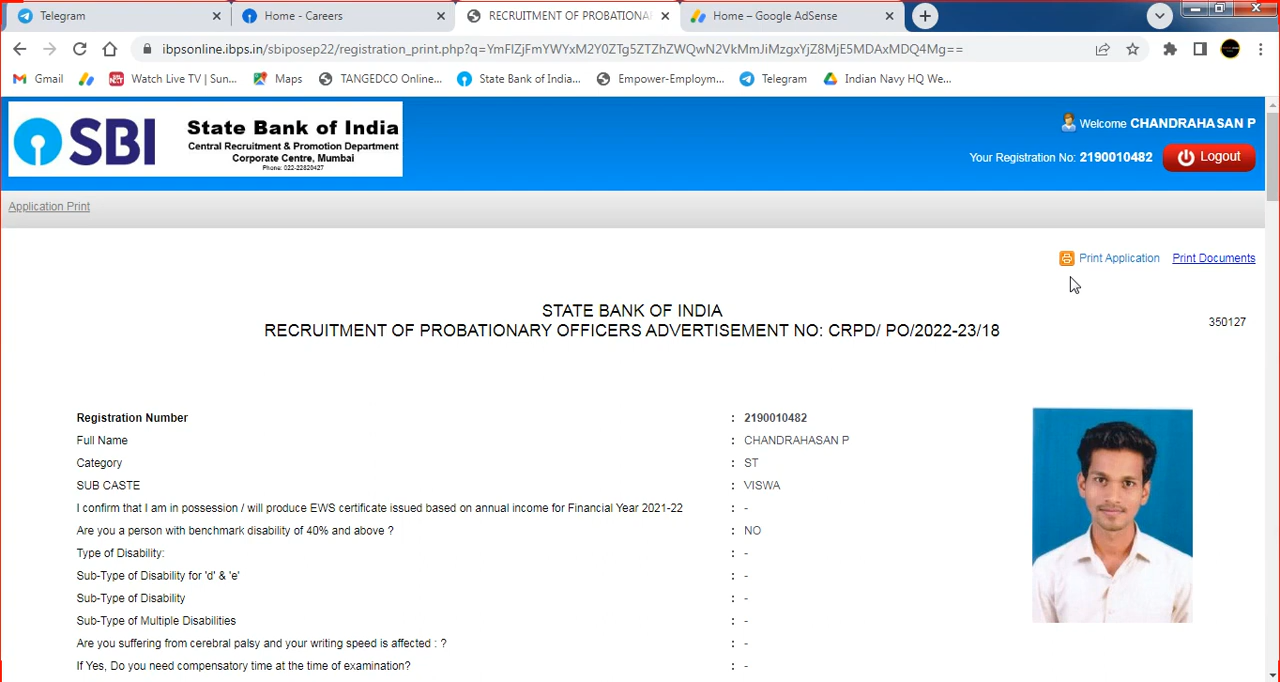 Telegram
Home - Careers
RECRUITMENT OF PROBATIONA
Home – Google AdSense
ibpsonline.ibps.in/sbiposep22/registration_print.php?q=YmFlZjFmYWYxM2Y0ZTg5ZTZhZWQwN2VkMmJiMzgxYjZ8MjE5MDAxMDQ4Mg==
Gmail
Watch Live TV | Sun...
Maps
TANGEDCO Online...
State Bank of India...
Empower-Employm...
Telegram
Indian Navy HQ We...
SBI
State Bank of India
Central Recruitment & Promotion Department
Corporate Centre, Mumbai
Phone: 022-22820427
Welcome CHANDRAHASAN P
Your Registration No: 2190010482
Logout
Application Print
Print Application
Print Documents
STATE BANK OF INDIA
RECRUITMENT OF PROBATIONARY OFFICERS ADVERTISEMENT NO: CRPD/ PO/2022-23/18
350127
Registration Number : 2190010482
Full Name : CHANDRAHASAN P
Category : ST
SUB CASTE : VISWA
I confirm that I am in possession / will produce EWS certificate issued based on annual income for Financial Year 2021-22 : -
Are you a person with benchmark disability of 40% and above ? : NO
Type of Disability: : -
Sub-Type of Disability for 'd' & 'e' : -
Sub-Type of Disability : -
Sub-Type of Multiple Disabilities : -
Are you suffering from cerebral palsy and your writing speed is affected : ? : -
If Yes, Do you need compensatory time at the time of examination? : -